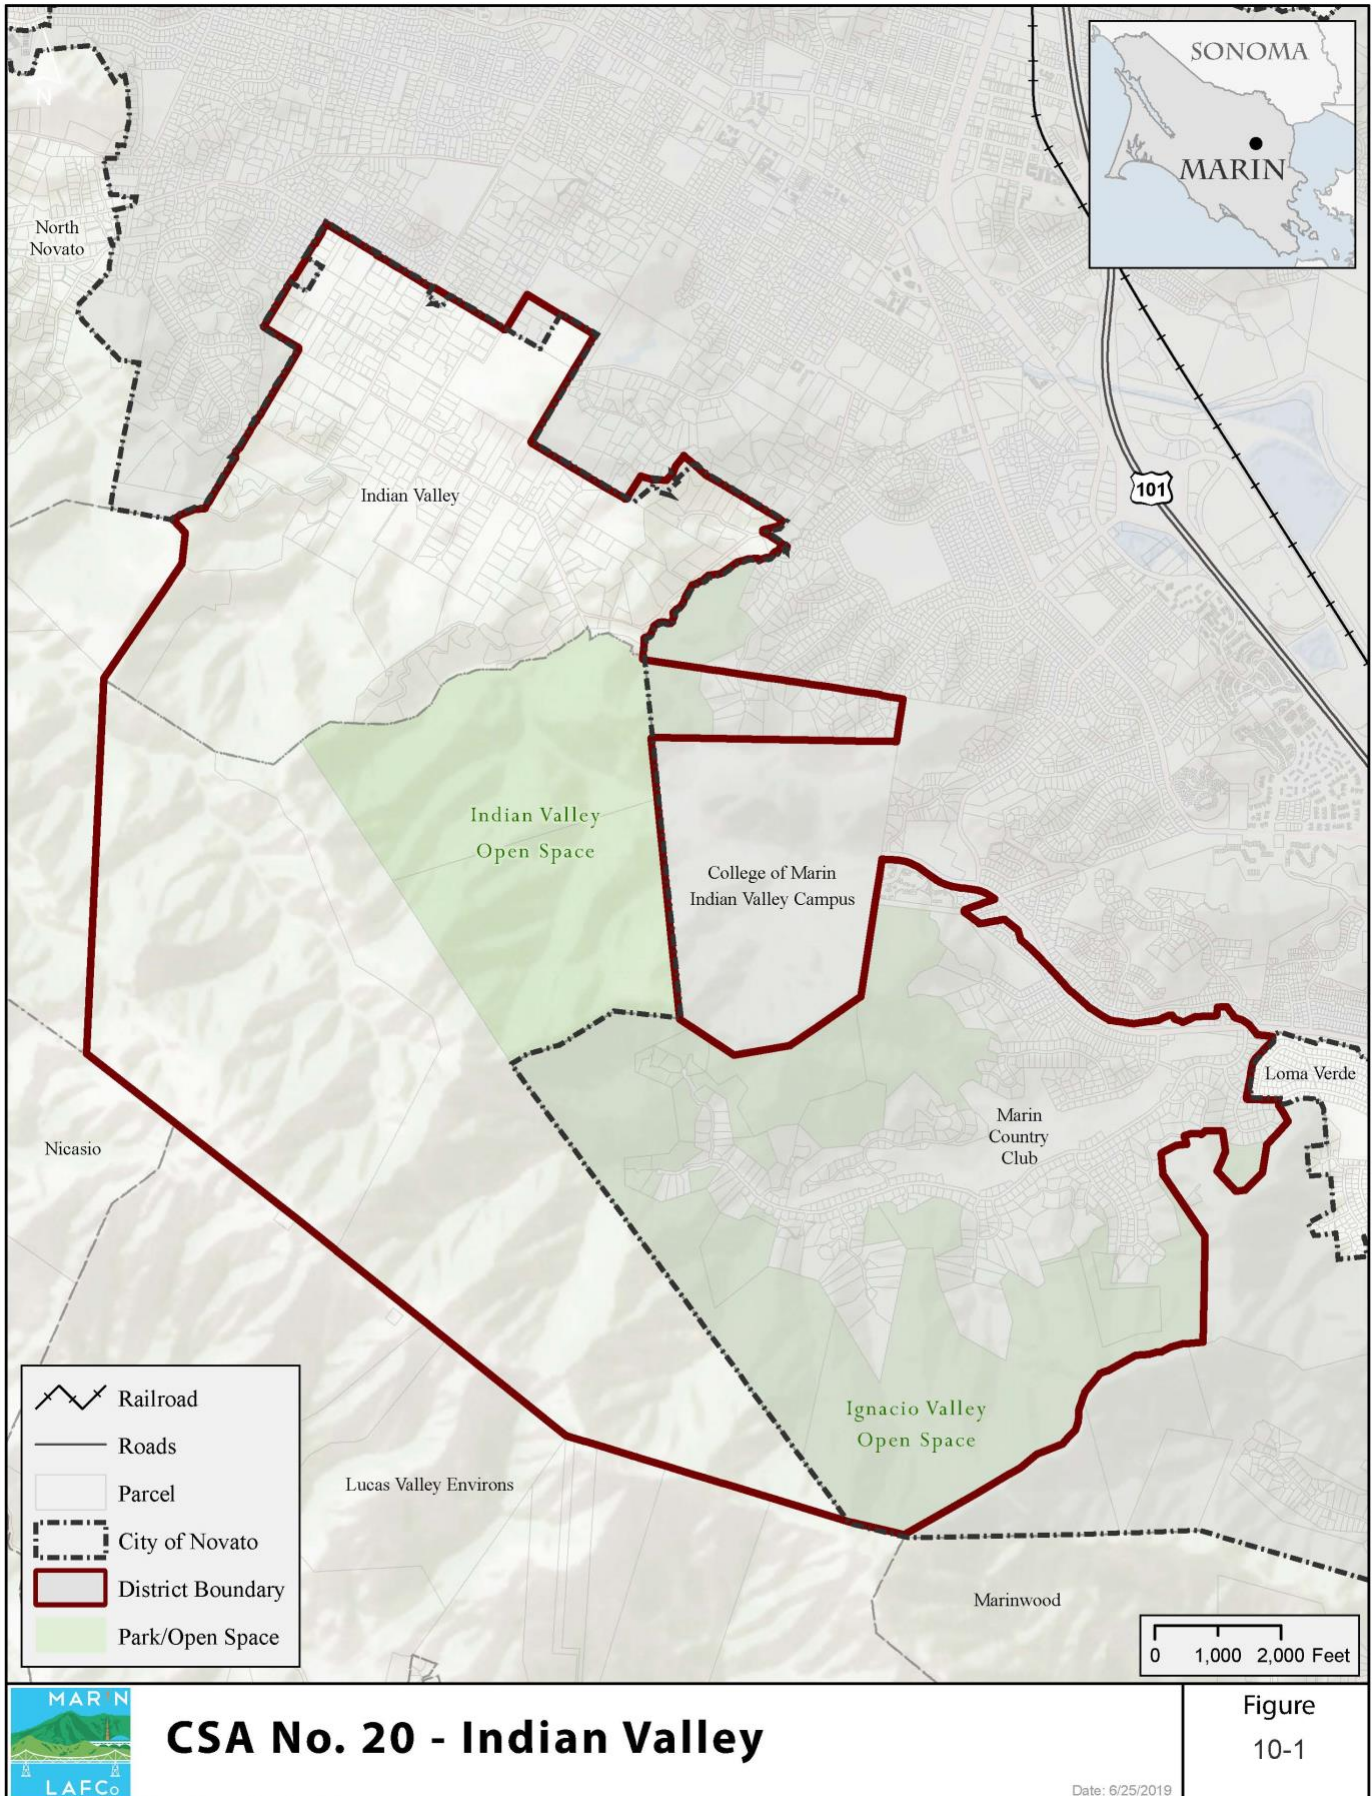 SONOMA
MARIN
N
North
Novato
101
Indian Valley
Indian Valley
Open Space
College of Marin
Indian Valley Campus
Loma Verde
Marin
Country
Club
Nicasio
Ignacio Valley
Open Space
Lucas Valley Environs
Marinwood
Railroad
Roads
Parcel
City of Novato
District Boundary
Park/Open Space
0 1,000 2,000 Feet
MARIN
LAFCo
CSA No. 20 - Indian Valley
Figure
10-1
Date: 6/25/2019